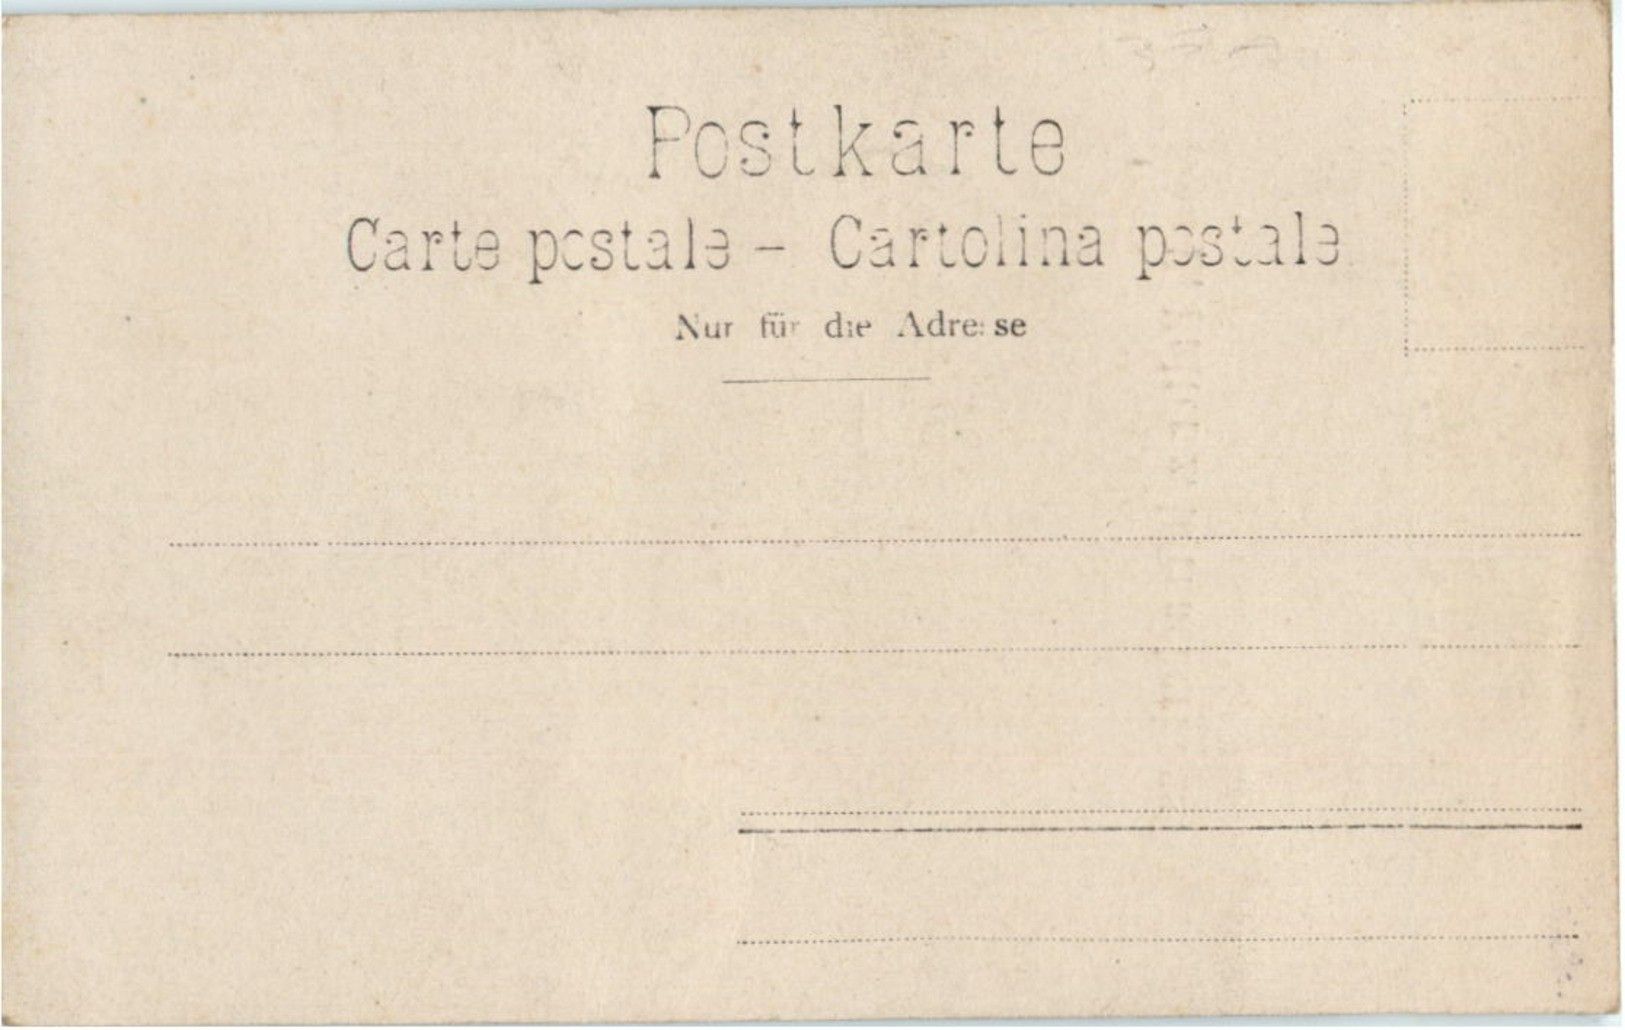 Postkarte
Carte postale – Cartolina postale
Nur für die Adresse